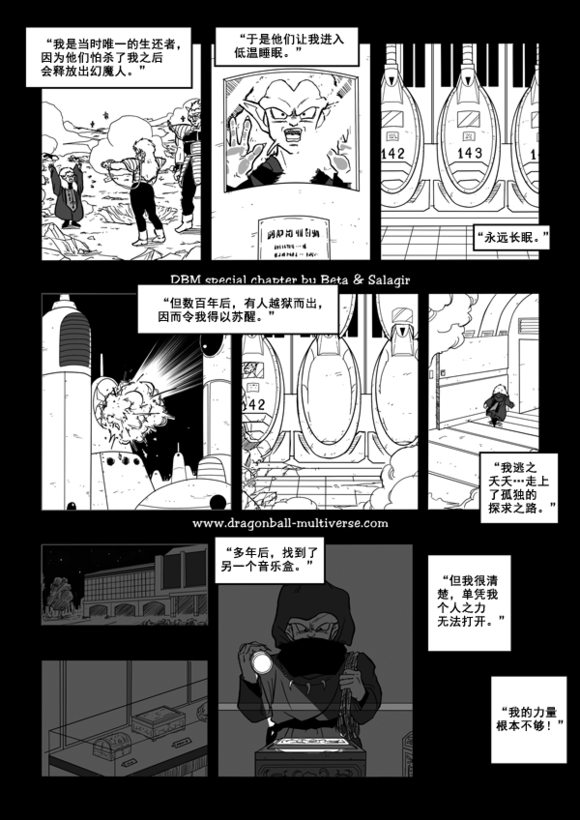 “我是当时唯一的生还者，
因为他们怕杀了我之后
会释放出幻魔人。”
“于是他们让我进入
低温睡眠。”
142
143
“永远长眠。”
DBM special chapter by Beta & Salagir
“但数百年后，有人越狱而出，
因而令我得以苏醒。”
142
“我逃之
夭夭…走上
了孤独的
探求之路。”
www.dragonball-multiverse.com
“多年后，找到了
另一个音乐盒。”
“但我很清
楚，单凭我
个人之力
无法打开。”
“我的力量
根本不够！”